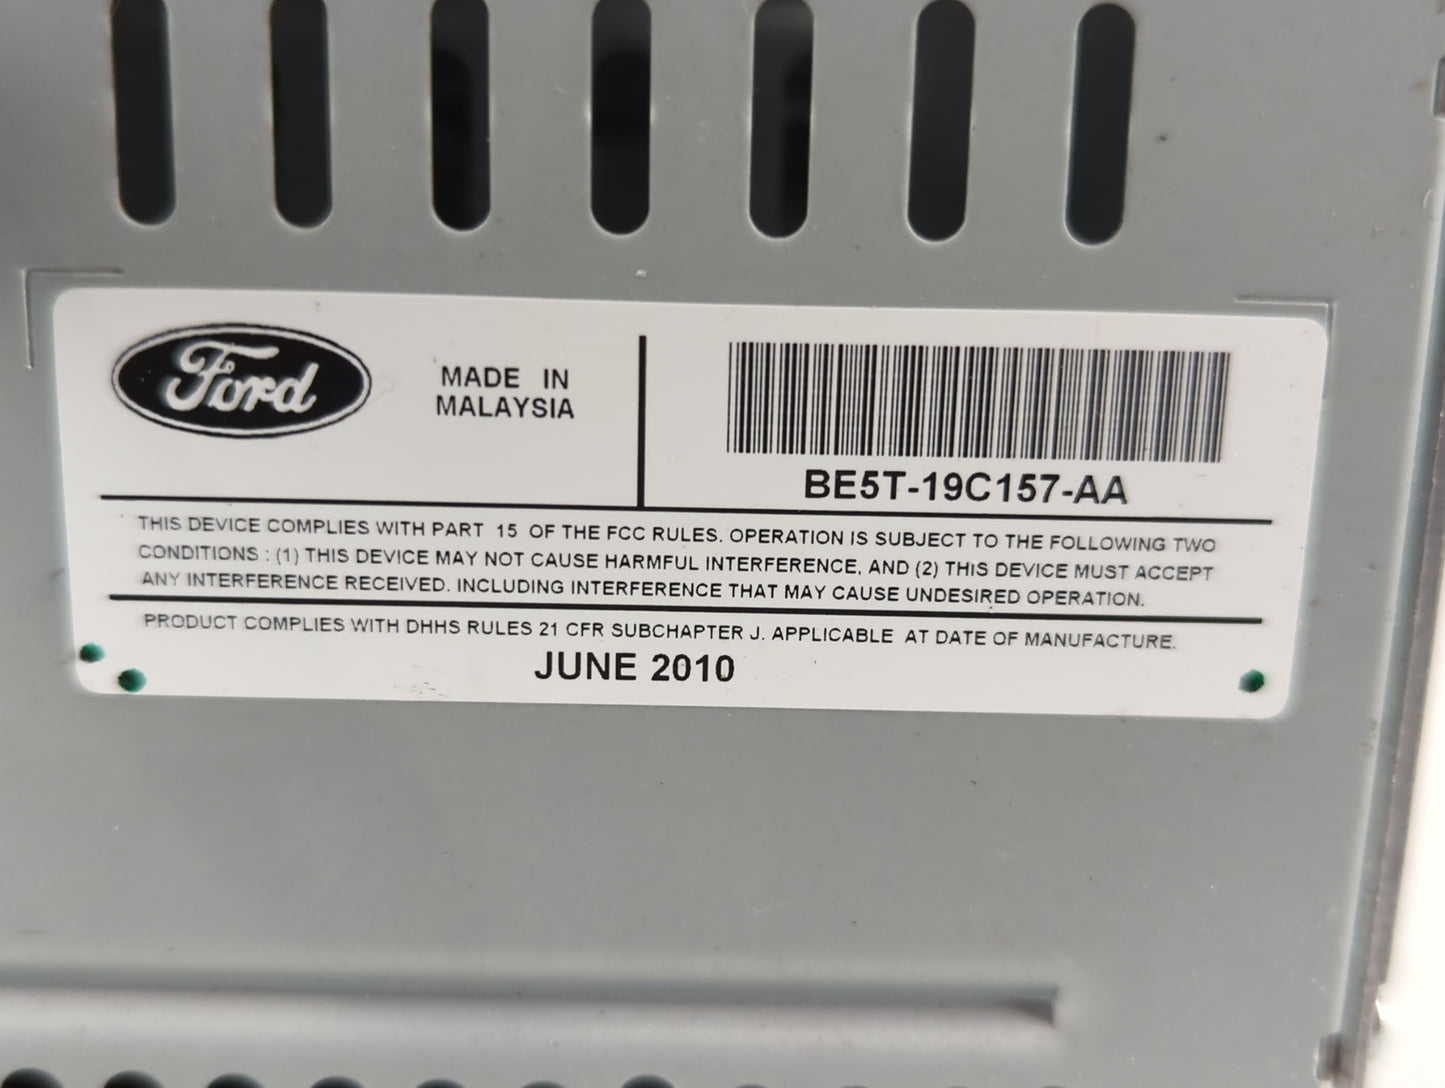 Ford
MADE IN
MALAYSIA
BE5T-19C157-AA
THIS DEVICE COMPLIES WITH PART 15 OF THE FCC RULES. OPERATION IS SUBJECT TO THE FOLLOWING TWO
CONDITIONS : (1) THIS DEVICE MAY NOT CAUSE HARMFUL INTERFERENCE, AND (2) THIS DEVICE MUST ACCEPT
ANY INTERFERENCE RECEIVED. INCLUDING INTERFERENCE THAT MAY CAUSE UNDESIRED OPERATION.
PRODUCT COMPLIES WITH DHHS RULES 21 CFR SUBCHAPTER J. APPLICABLE AT DATE OF MANUFACTURE.
JUNE 2010